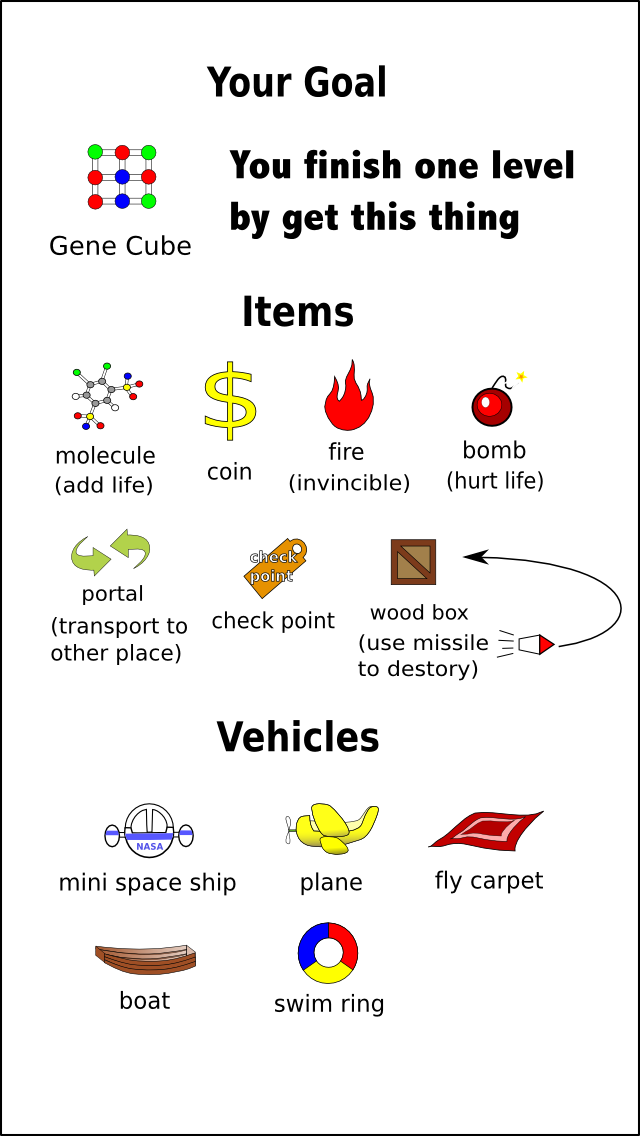 Your Goal
You finish one level
by get this thing
Gene Cube
Items
molecule
(add life)
coin
fire
(invincible)
bomb
(hurt life)
portal
(transport to
other place)
check
point
check point
wood box
(use missile
to destory)
Vehicles
NASA
mini space ship
plane
fly carpet
boat
swim ring